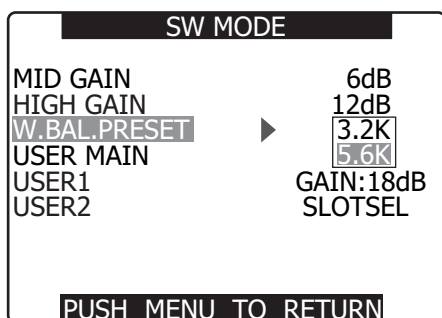 SW MODE
MID GAIN 6dB
HIGH GAIN 12dB
W.BAL.PRESET 3.2K
5.6K
USER MAIN
USER1 GAIN:18dB
USER2 SLOTSEL
PUSH MENU TO RETURN